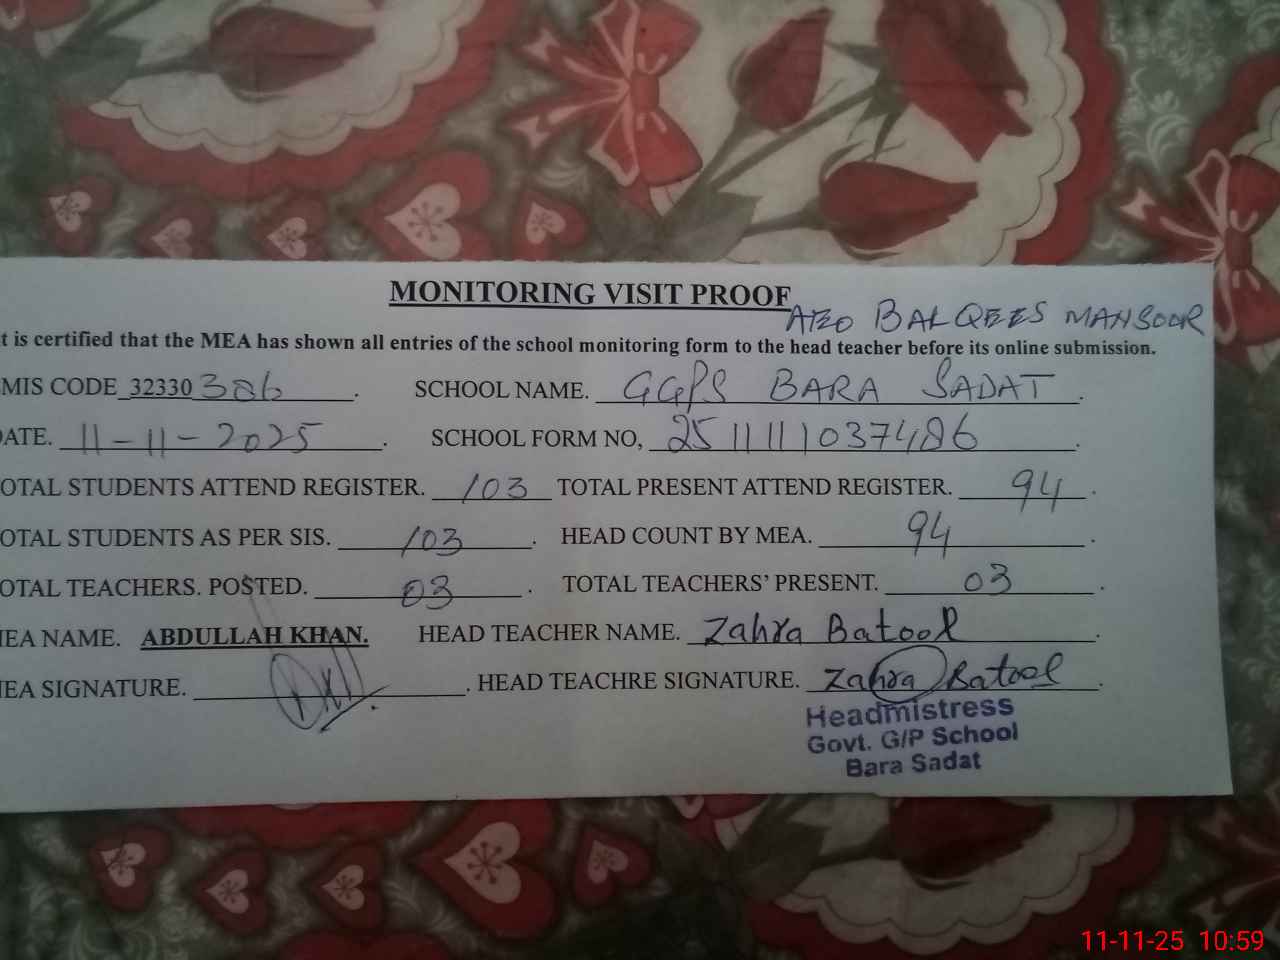 MONITORING VISIT PROOF
AEO BALQEES MANSOOR
t is certified that the MEA has shown all entries of the school monitoring form to the head teacher before its online submission.
MIS CODE 32330386. SCHOOL NAME. GGPS BARA SADAT.
ATE. 11-11-2025. SCHOOL FORM NO, 2511111037486.
OTAL STUDENTS ATTEND REGISTER. 103 TOTAL PRESENT ATTEND REGISTER. 94.
OTAL STUDENTS AS PER SIS. 103. HEAD COUNT BY MEA. 94.
OTAL TEACHERS. POSTED. 03. TOTAL TEACHERS' PRESENT. 03.
MEA NAME. ABDULLAH KHAN. HEAD TEACHER NAME. Zahra Batool.
MEA SIGNATURE. . HEAD TEACHRE SIGNATURE. Zahra Batool.
Headmistress
Govt. G/P School
Bara Sadat
11-11-25 10:59